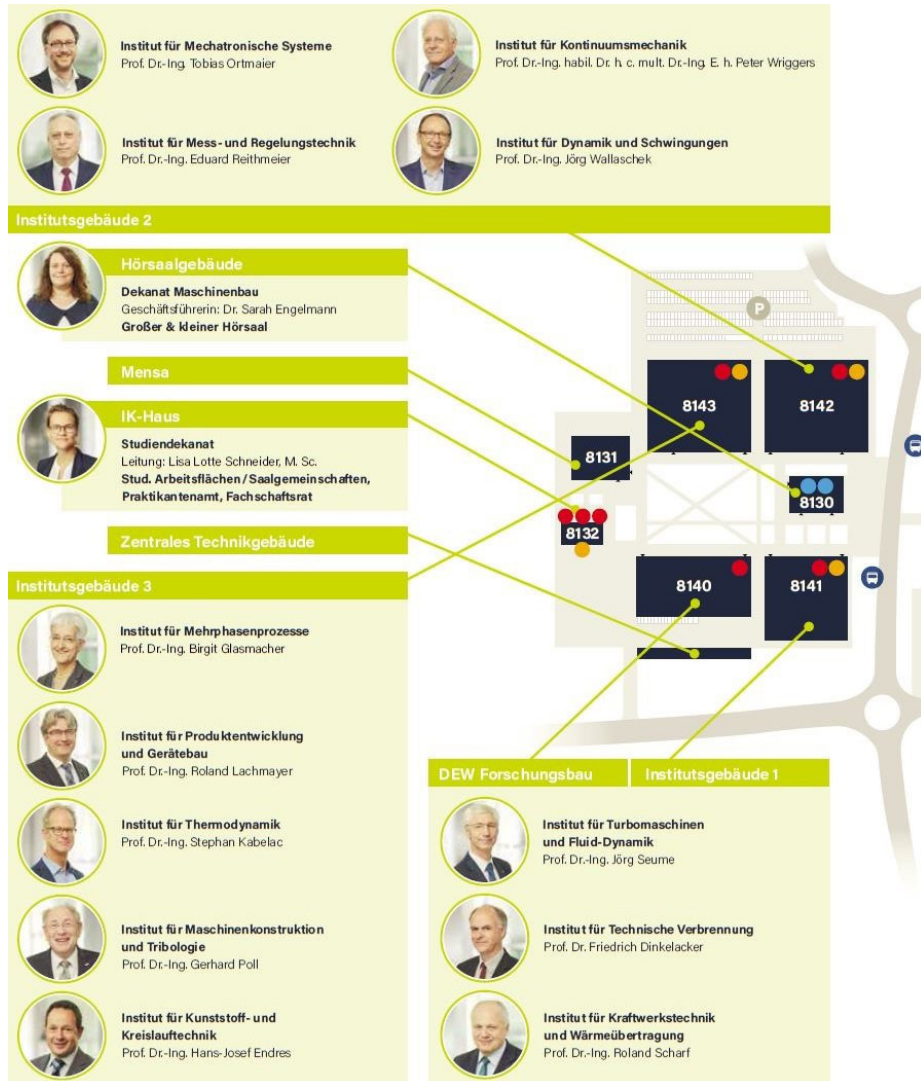 Institut für Mechatronische Systeme
Prof. Dr.-Ing. Tobias Ortmaier
Institut für Kontinuumsmechanik
Prof. Dr.-Ing. habil. Dr. h. c. mult. Dr.-Ing. E. h. Peter Wriggers
Institut für Mess- und Regelungstechnik
Prof. Dr.-Ing. Eduard Reithmeier
Institut für Dynamik und Schwingungen
Prof. Dr.-Ing. Jörg Wallaschek
Institutsgebäude 2
Hörsaalgebäude
Dekanat Maschinenbau
Geschäftsführerin: Dr. Sarah Engelmann
Großer & kleiner Hörsaal
Mensa
IK-Haus
Studiendekanat
Leitung: Lisa Lotte Schneider, M. Sc.
Stud. Arbeitsflächen / Saalgemeinschaften,
Praktikantenamt, Fachschaftsrat
Zentrales Technikgebäude
P
8143
8142
8131
8130
8132
8140
8141
Institutsgebäude 3
Institut für Mehrphasenprozesse
Prof. Dr.-Ing. Birgit Glasmacher
Institut für Produktentwicklung
und Gerätebau
Prof. Dr.-Ing. Roland Lachmayer
Institut für Thermodynamik
Prof. Dr.-Ing. Stephan Kabelac
Institut für Maschinenkonstruktion
und Tribologie
Prof. Dr.-Ing. Gerhard Poll
Institut für Kunststoff- und
Kreislauftechnik
Prof. Dr.-Ing. Hans-Josef Endres
DEW Forschungsbau
Institutsgebäude 1
Institut für Turbomaschinen
und Fluid-Dynamik
Prof. Dr.-Ing. Jörg Seume
Institut für Technische Verbrennung
Prof. Dr. Friedrich Dinkelacker
Institut für Kraftwerkstechnik
und Wärmeübertragung
Prof. Dr.-Ing. Roland Scharf